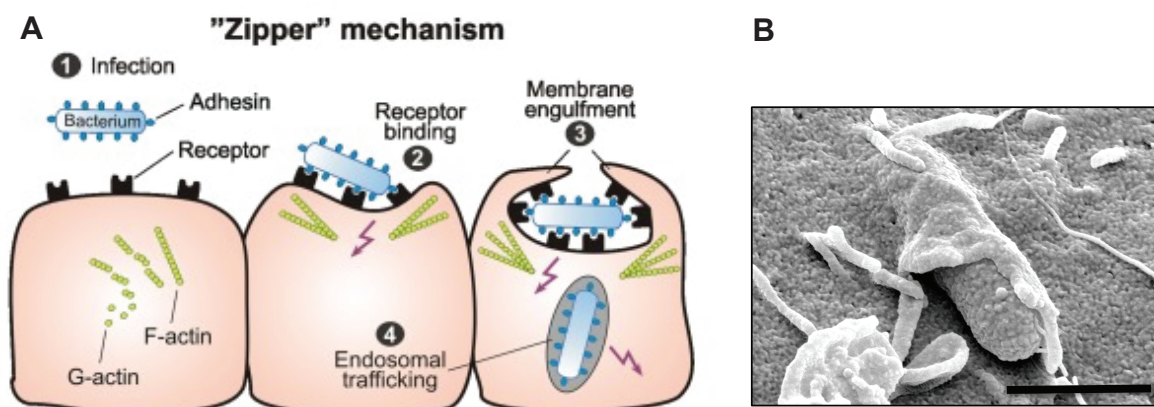 A
"Zipper" mechanism
B
1 Infection
Bacterium
Adhesin
Receptor
Receptor
binding
2
Membrane
engulfment
3
F-actin
G-actin
4
Endosomal
trafficking